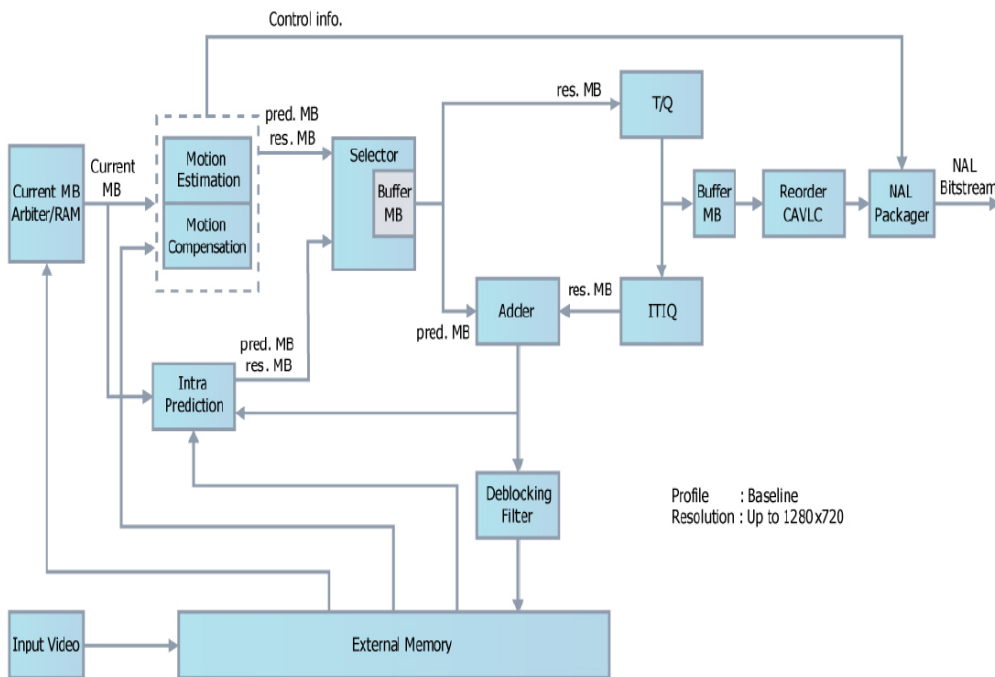 Control info.
pred. MB
res. MB
res. MB
T/Q
Current MB
Arbiter/RAM
Current
MB
Motion
Estimation
Motion
Compensation
Selector
Buffer
MB
Buffer
MB
Reorder
CAVLC
NAL
Packager
NAL
Bitstream
res. MB
Adder
ITIQ
pred. MB
pred. MB
res. MB
Intra
Prediction
Deblocking
Filter
Profile : Baseline
Resolution : Up to 1280x720
Input Video
External Memory